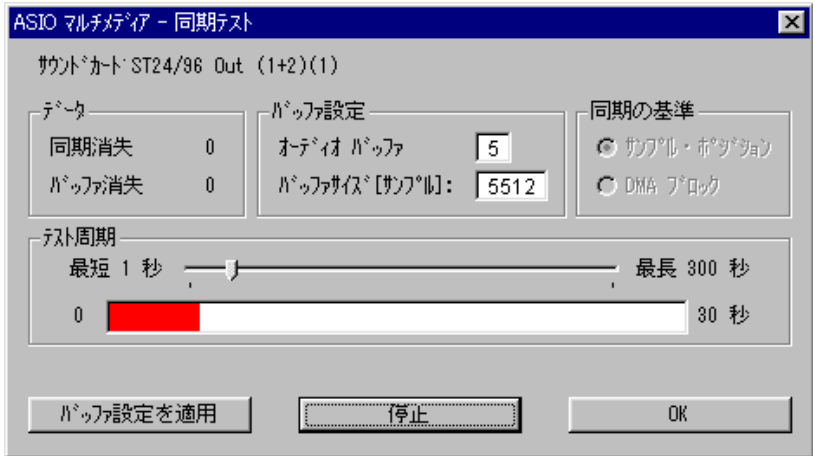 ASIO マルチメディア - 同期テスト
サウンドカード:ST24/96 Out (1+2)(1)
データ
同期消失 0
バッファ消失 0
バッファ設定
オーディオ バッファ 5
バッファサイズ[サンプル]: 5512
同期の基準
サンプル・ポジション
DMA ブロック
テスト周期
最短 1 秒 最長 300 秒
0 30 秒
バッファ設定を適用 停止 OK